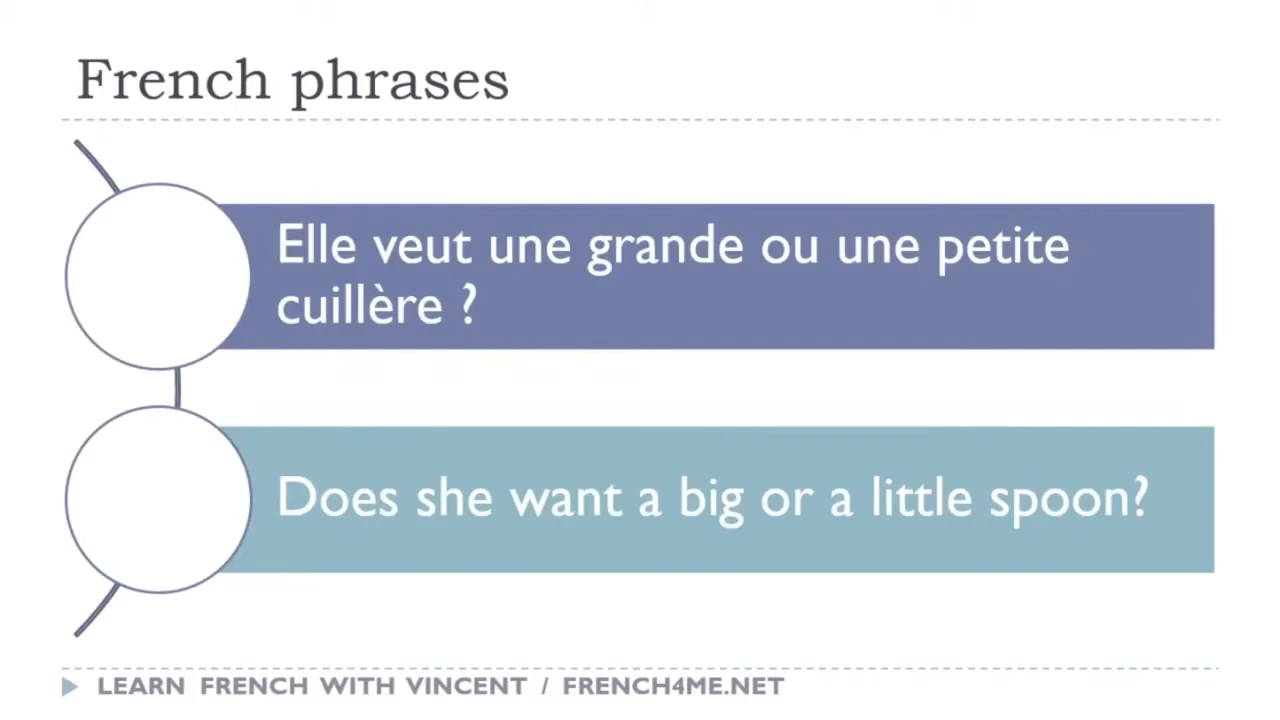 French phrases
Elle veut une grande ou une petite
cuillère ?
Does she want a big or a little spoon?
LEARN FRENCH WITH VINCENT / FRENCH4ME.NET